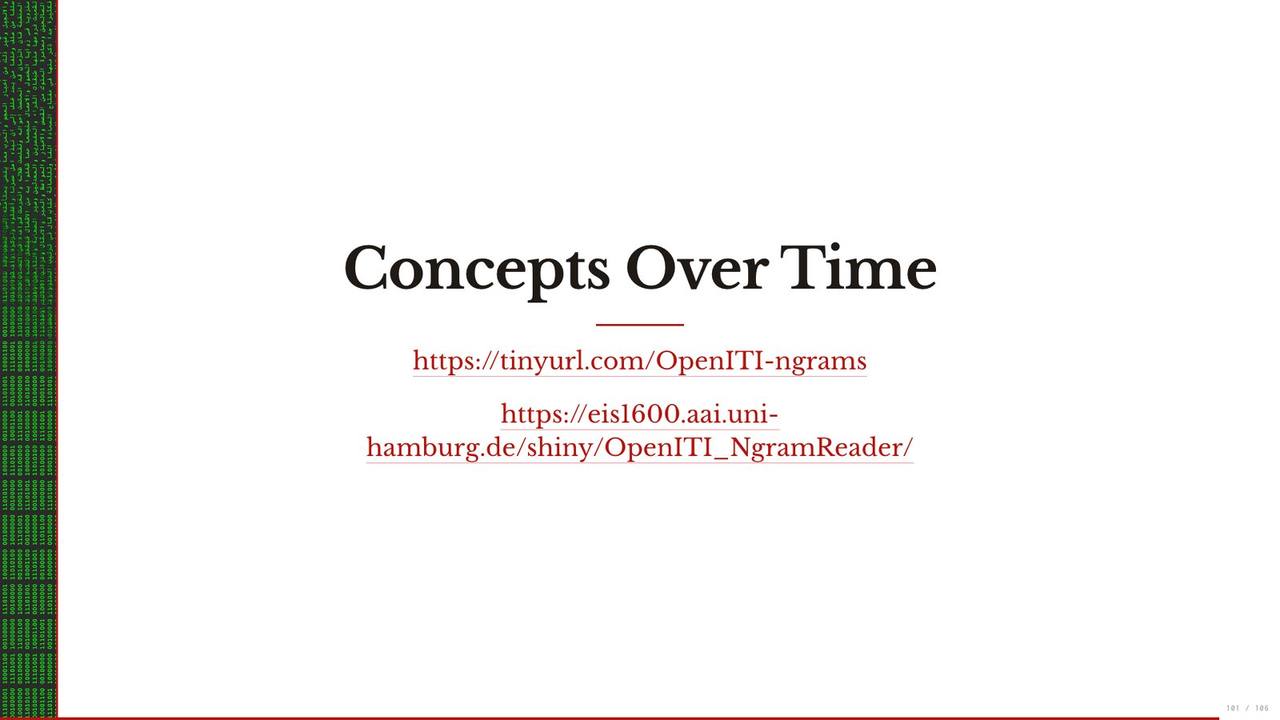 Concepts Over Time
https://tinyurl.com/OpenITI-ngrams
https://eis1600.aai.uni-
hamburg.de/shiny/OpenITI_NgramReader/
101 / 106